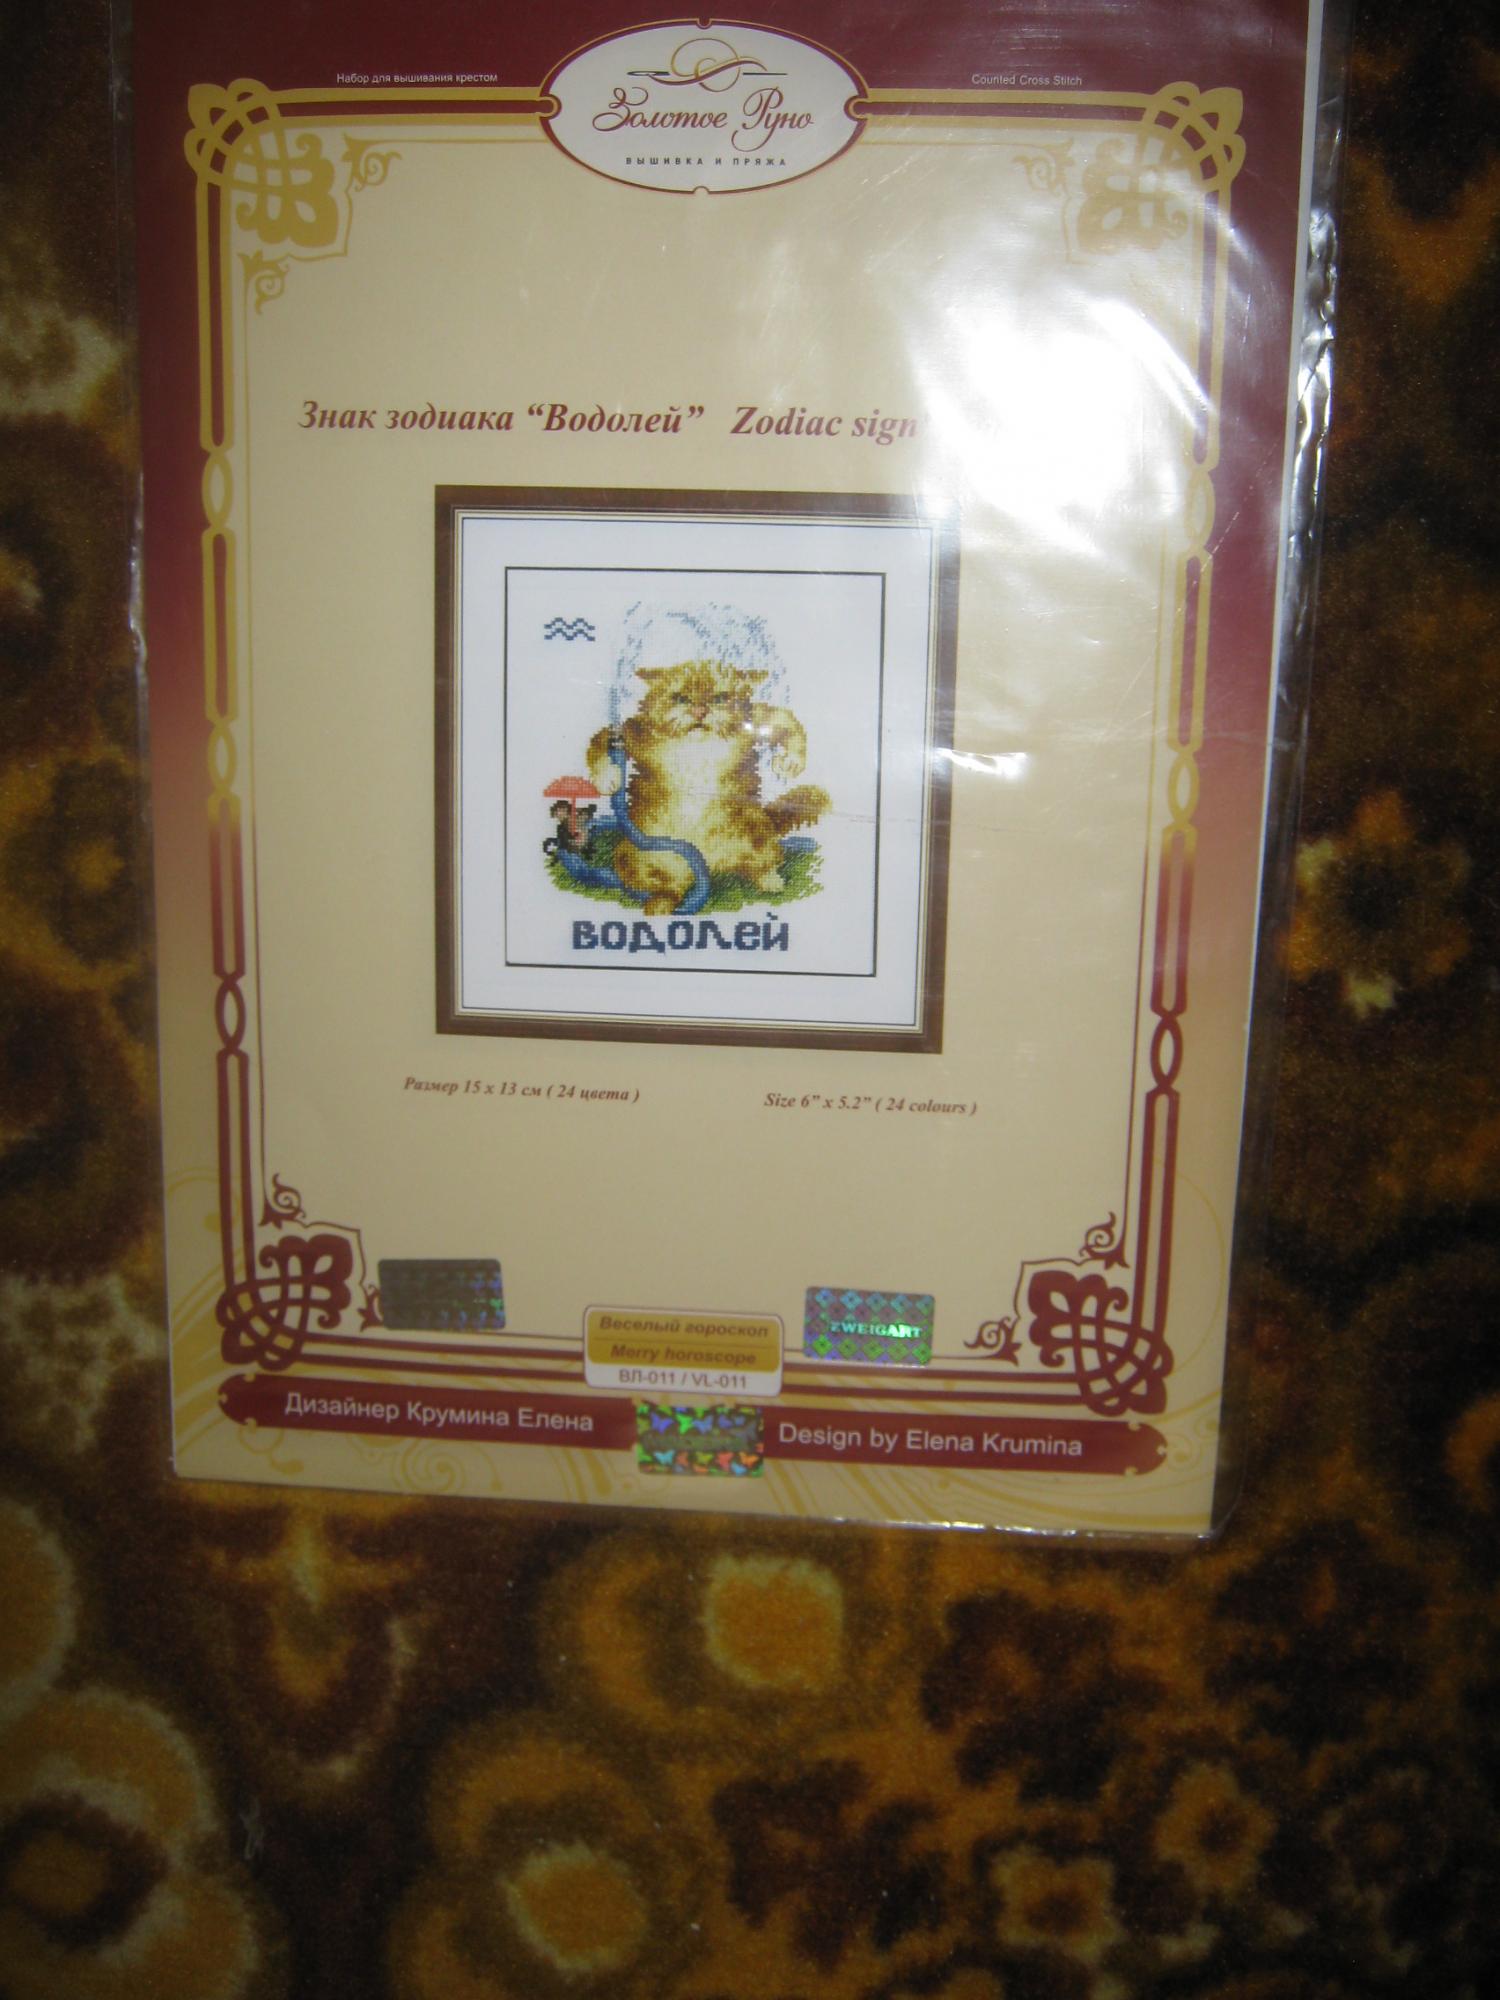 Набор для вышивания крестом
Counted Cross Stitch
Золотое Руно
ВЫШИВКА И ПРЯЖА
Знак зодиака “Водолей” Zodiac sign
водолей
Размер 15 х 13 см ( 24 цвета )
Size 6” x 5.2” ( 24 colours )
ZWEIGART
Веселый гороскоп
Merry horoscope
ВЛ-011 / VL-011
Дизайнер Крумина Елена
Design by Elena Krumina